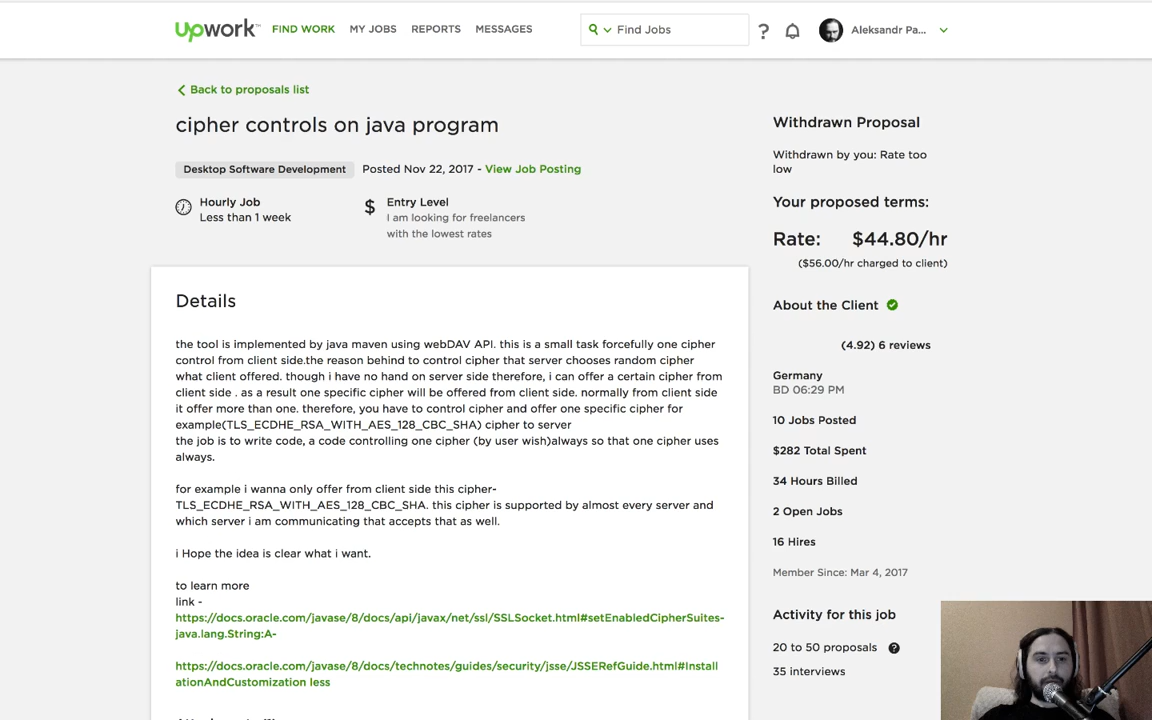 upwork™ FIND WORK MY JOBS REPORTS MESSAGES Find Jobs ? Aleksandr Pa...
Back to proposals list
cipher controls on java program
Desktop Software Development Posted Nov 22, 2017 - View Job Posting
Hourly Job
Less than 1 week
$ Entry Level
I am looking for freelancers
with the lowest rates
Details
the tool is implemented by java maven using webDAV API. this is a small task forcefully one cipher
control from client side.the reason behind to control cipher that server chooses random cipher
what client offered. though i have no hand on server side therefore, i can offer a certain cipher from
client side . as a result one specific cipher will be offered from client side. normally from client side
it offer more than one. therefore, you have to control cipher and offer one specific cipher for
example(TLS_ECDHE_RSA_WITH_AES_128_CBC_SHA) cipher to server
the job is to write code, a code controlling one cipher (by user wish)always so that one cipher uses
always.
for example i wanna only offer from client side this cipher-
TLS_ECDHE_RSA_WITH_AES_128_CBC_SHA. this cipher is supported by almost every server and
which server i am communicating that accepts that as well.
i Hope the idea is clear what i want.
to learn more
link -
https://docs.oracle.com/javase/8/docs/api/javax/net/ssl/SSLSocket.html#setEnabledCipherSuites-
java.lang.String:A-
https://docs.oracle.com/javase/8/docs/technotes/guides/security/jsse/JSSERefGuide.html#Install
ationAndCustomization less
Withdrawn Proposal
Withdrawn by you: Rate too
low
Your proposed terms:
Rate: $44.80/hr
($56.00/hr charged to client)
About the Client
(4.92) 6 reviews
Germany
BD 06:29 PM
10 Jobs Posted
$282 Total Spent
34 Hours Billed
2 Open Jobs
16 Hires
Member Since: Mar 4, 2017
Activity for this job
20 to 50 proposals ?
35 interviews